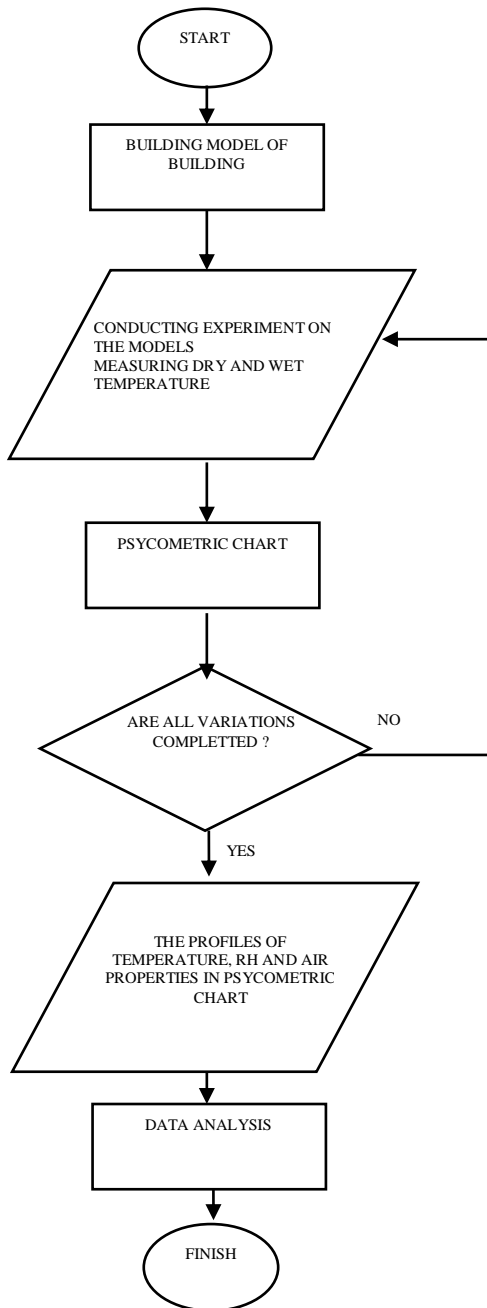 START
BUILDING MODEL OF
BUILDING
CONDUCTING EXPERIMENT ON
THE MODELS
MEASURING DRY AND WET
TEMPERATURE
PSYCOMETRIC CHART
ARE ALL VARIATIONS
COMPLETTED ?
NO
YES
THE PROFILES OF
TEMPERATURE, RH AND AIR
PROPERTIES IN PSYCOMETRIC
CHART
DATA ANALYSIS
FINISH